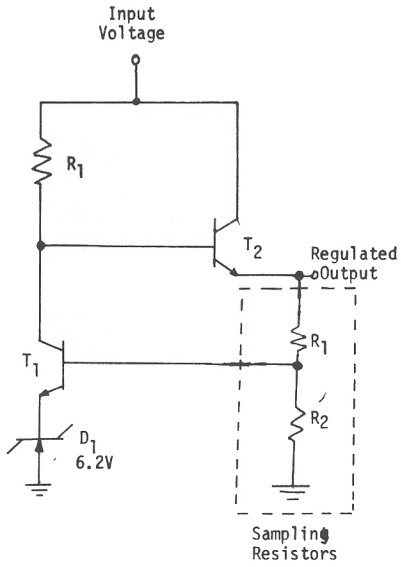 Input
Voltage
R1
T2
Regulated
Output
T1
R1
R2
D1
6.2V
Sampling
Resistors